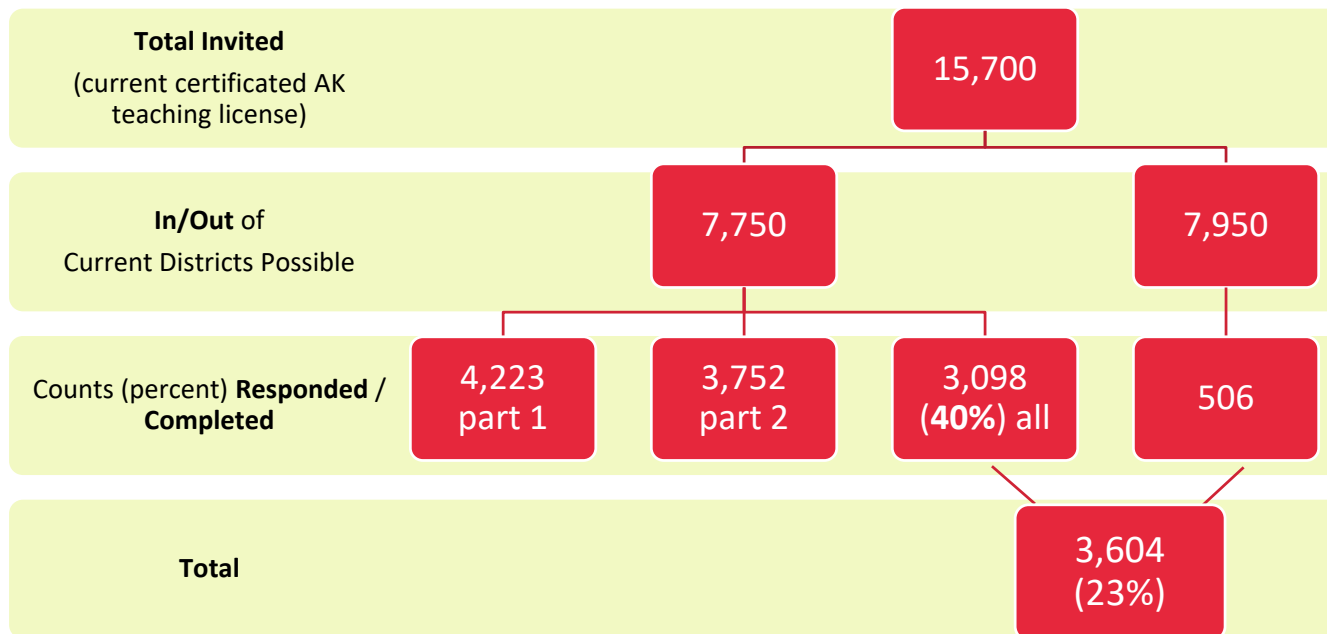 Total Invited
(current certificated AK
teaching license)
15,700
In/Out of
Current Districts Possible
7,750
7,950
Counts (percent) Responded /
Completed
4,223
part 1
3,752
part 2
3,098
(40%) all
506
Total
3,604
(23%)